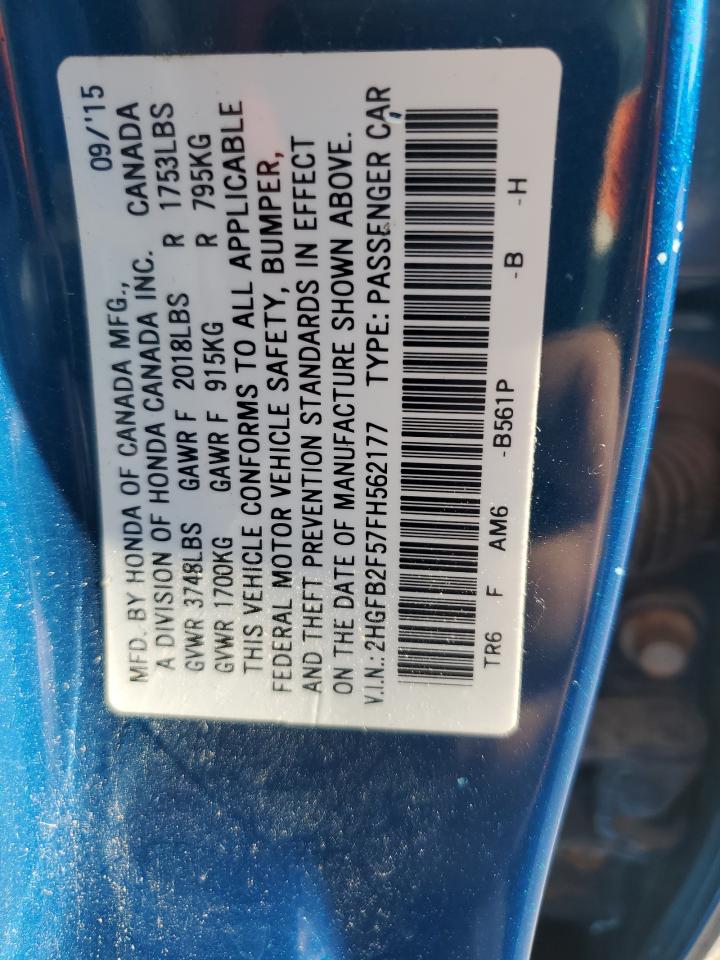 MFD. BY HONDA OF CANADA MFG., 09/'15
A DIVISION OF HONDA CANADA INC. CANADA
GVWR 3748LBS GAWR F 2018LBS R 1753LBS
GVWR 1700KG GAWR F 915KG R 795KG
THIS VEHICLE CONFORMS TO ALL APPLICABLE
FEDERAL MOTOR VEHICLE SAFETY, BUMPER,
AND THEFT PREVENTION STANDARDS IN EFFECT
ON THE DATE OF MANUFACTURE SHOWN ABOVE.
V.I.N.: 2HGFB2F57FH562177 TYPE: PASSENGER CAR
TR6 F AM6 -B561P -B -H